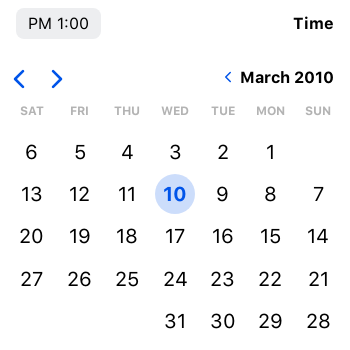 PM 1:00 Time
March 2010
SAT FRI THU WED TUE MON SUN
6 5 4 3 2 1
13 12 11 10 9 8 7
20 19 18 17 16 15 14
27 26 25 24 23 22 21
31 30 29 28